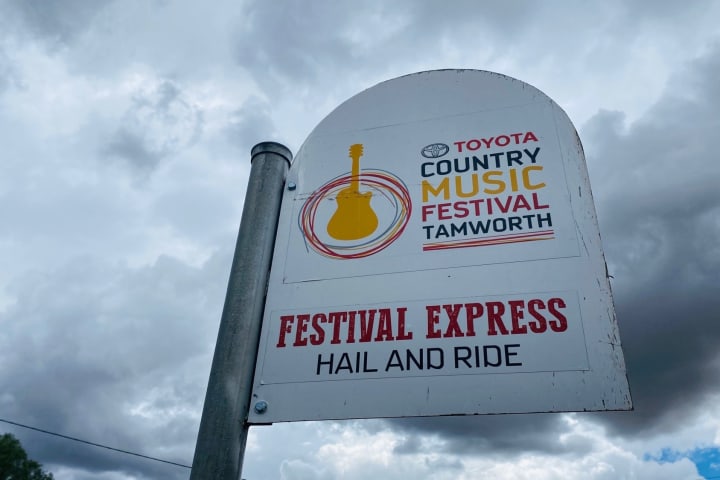 TOYOTA
COUNTRY
MUSIC
FESTIVAL
TAMWORTH
FESTIVAL EXPRESS
HAIL AND RIDE